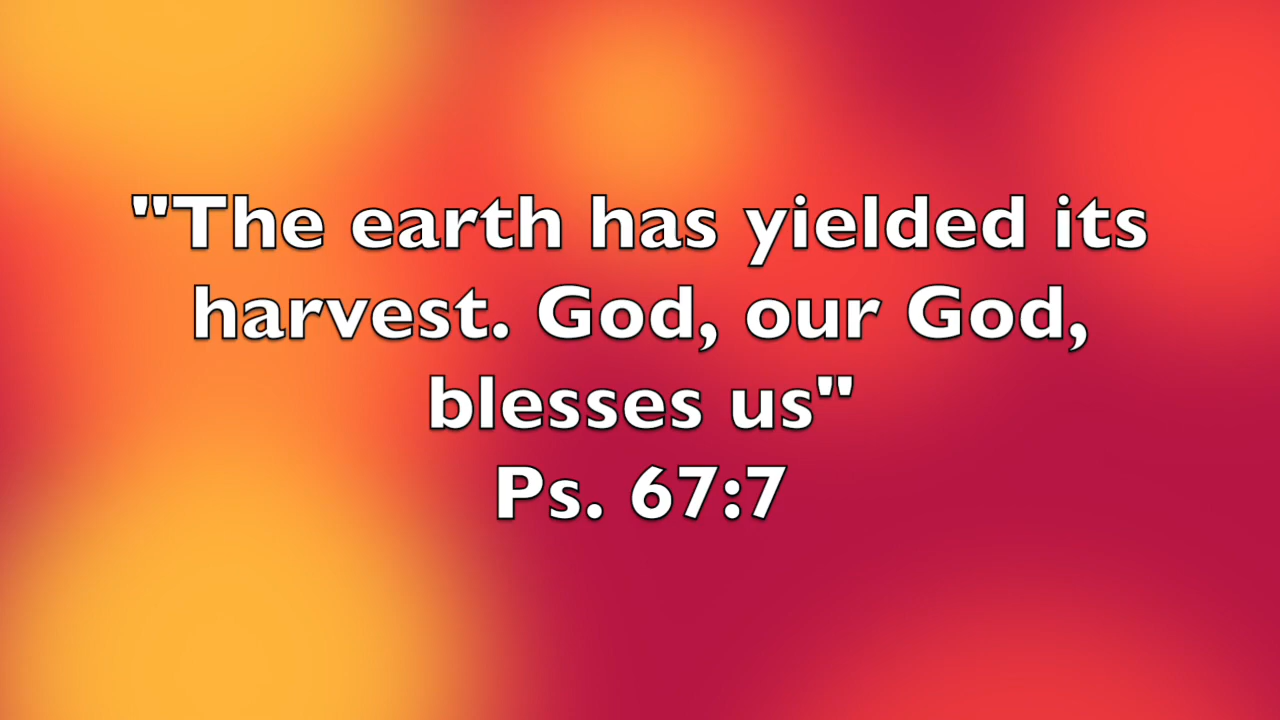 "The earth has yielded its
harvest. God, our God,
blesses us"
Ps. 67:7